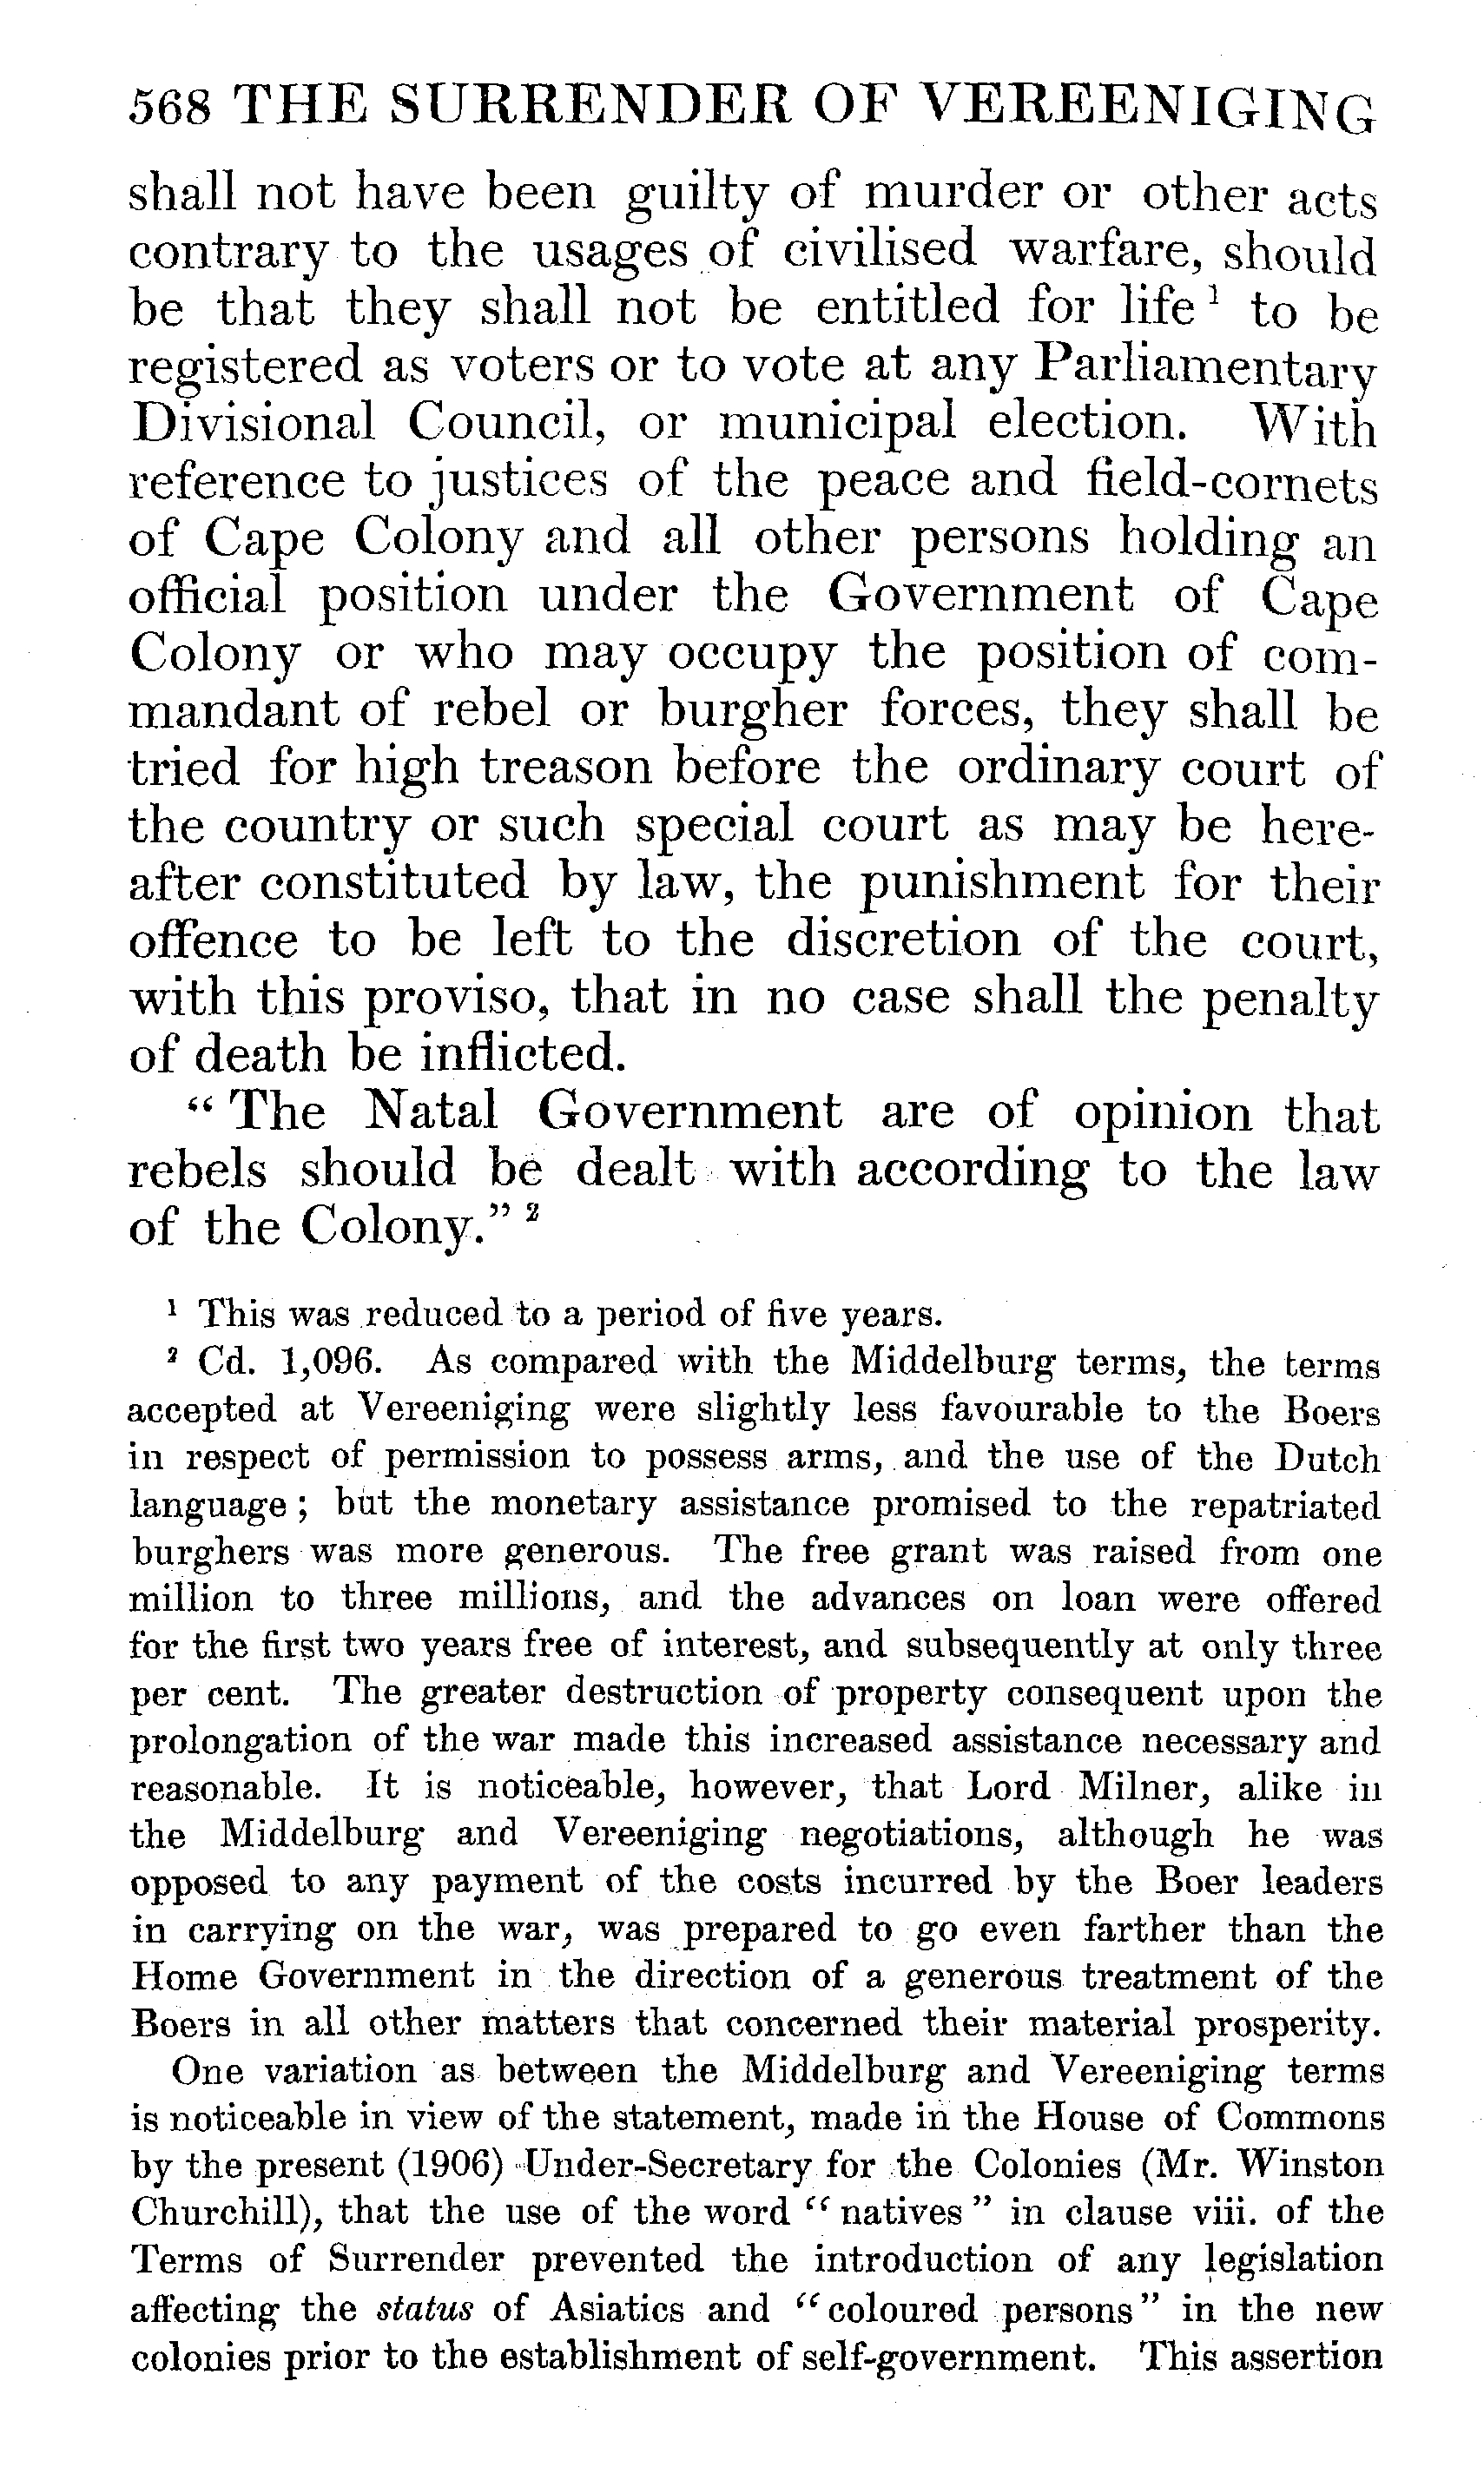 568 THE SURRENDER OF VEREENIGING
shall not have been guilty of murder or other acts
contrary to the usages of civilised warfare, should
be that they shall not be entitled for life ¹ to be
registered as voters or to vote at any Parliamentary
Divisional Council, or municipal election. With
reference to justices of the peace and field-cornets
of Cape Colony and all other persons holding an
official position under the Government of Cape
Colony or who may occupy the position of com-
mandant of rebel or burgher forces, they shall be
tried for high treason before the ordinary court of
the country or such special court as may be here-
after constituted by law, the punishment for their
offence to be left to the discretion of the court,
with this proviso, that in no case shall the penalty
of death be inflicted.
“ The Natal Government are of opinion that
rebels should be dealt with according to the law
of the Colony.” ²
¹ This was reduced to a period of five years.
² Cd. 1,096. As compared with the Middelburg terms, the terms
accepted at Vereeniging were slightly less favourable to the Boers
in respect of permission to possess arms, and the use of the Dutch
language ; but the monetary assistance promised to the repatriated
burghers was more generous. The free grant was raised from one
million to three millions, and the advances on loan were offered
for the first two years free of interest, and subsequently at only three
per cent. The greater destruction of property consequent upon the
prolongation of the war made this increased assistance necessary and
reasonable. It is noticeable, however, that Lord Milner, alike in
the Middelburg and Vereeniging negotiations, although he was
opposed to any payment of the costs incurred by the Boer leaders
in carrying on the war, was prepared to go even farther than the
Home Government in the direction of a generous treatment of the
Boers in all other matters that concerned their material prosperity.
One variation as between the Middelburg and Vereeniging terms
is noticeable in view of the statement, made in the House of Commons
by the present (1906) Under-Secretary for the Colonies (Mr. Winston
Churchill), that the use of the word “ natives ” in clause viii. of the
Terms of Surrender prevented the introduction of any legislation
affecting the status of Asiatics and “ coloured persons ” in the new
colonies prior to the establishment of self-government. This assertion